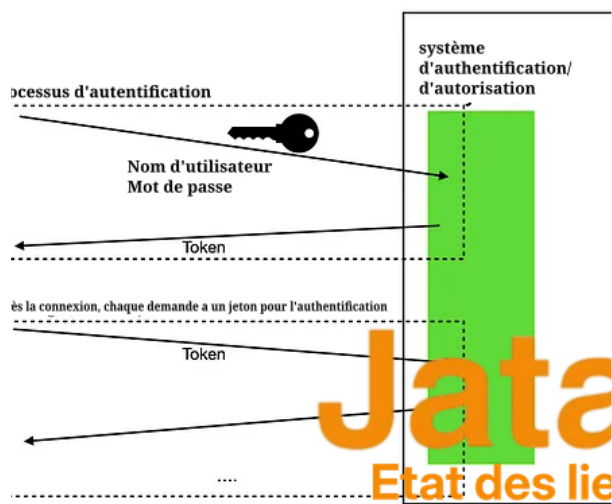 système
d'authentification/
d'autorisation
ocessus d'autentification
Nom d'utilisateur
Mot de passe
Token
ès la connexion, chaque demande a un jeton pour l'authentification
Token
Jata
Etat des lie
....